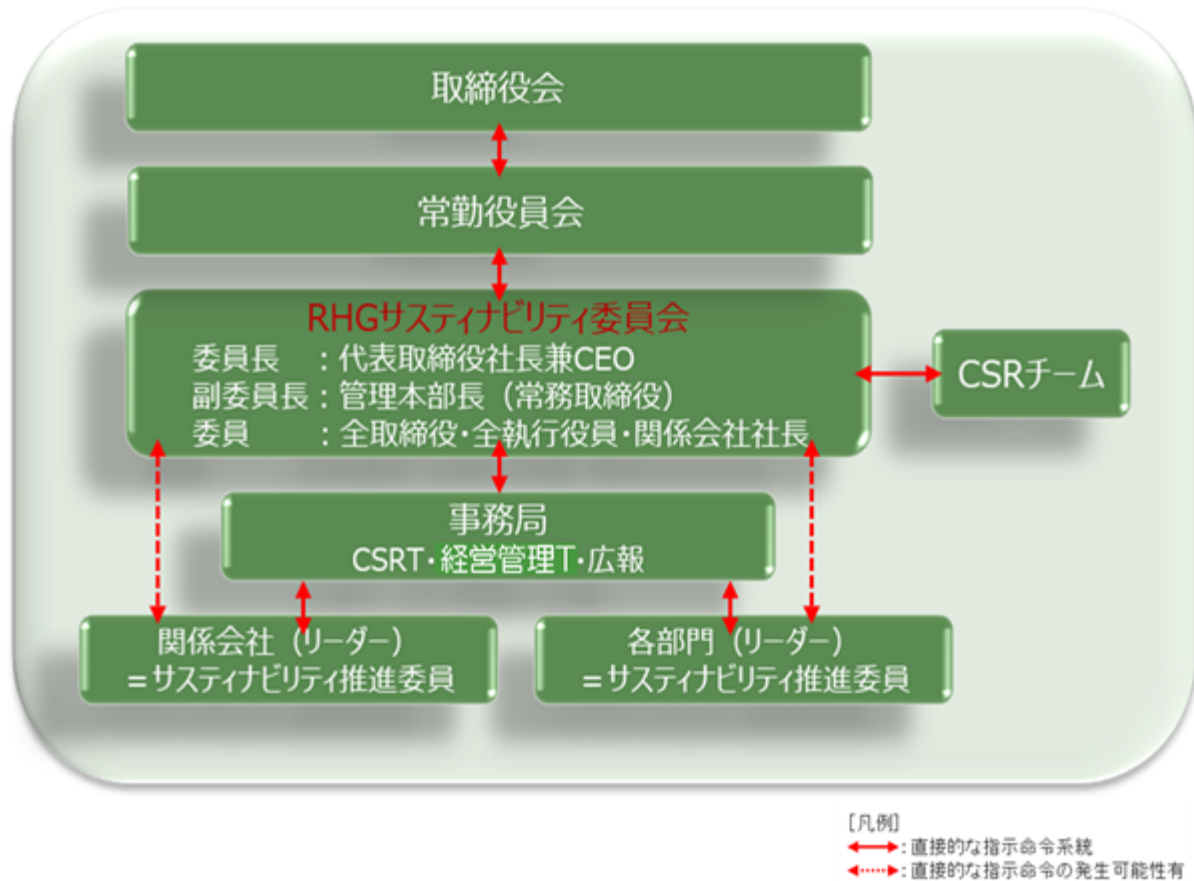 取締役会
常勤役員会
RHGサスティナビリティ委員会
委員長　：代表取締役社長兼CEO
副委員長：管理本部長（常務取締役）
委員　　：全取締役・全執行役員・関係会社社長
CSRチーム
事務局
CSRT・経営管理T・広報
関係会社（リーダー）
＝サスティナビリティ推進委員
各部門（リーダー）
＝サスティナビリティ推進委員
［凡例］
：直接的な指示命令系統
：直接的な指示命令の発生可能性有